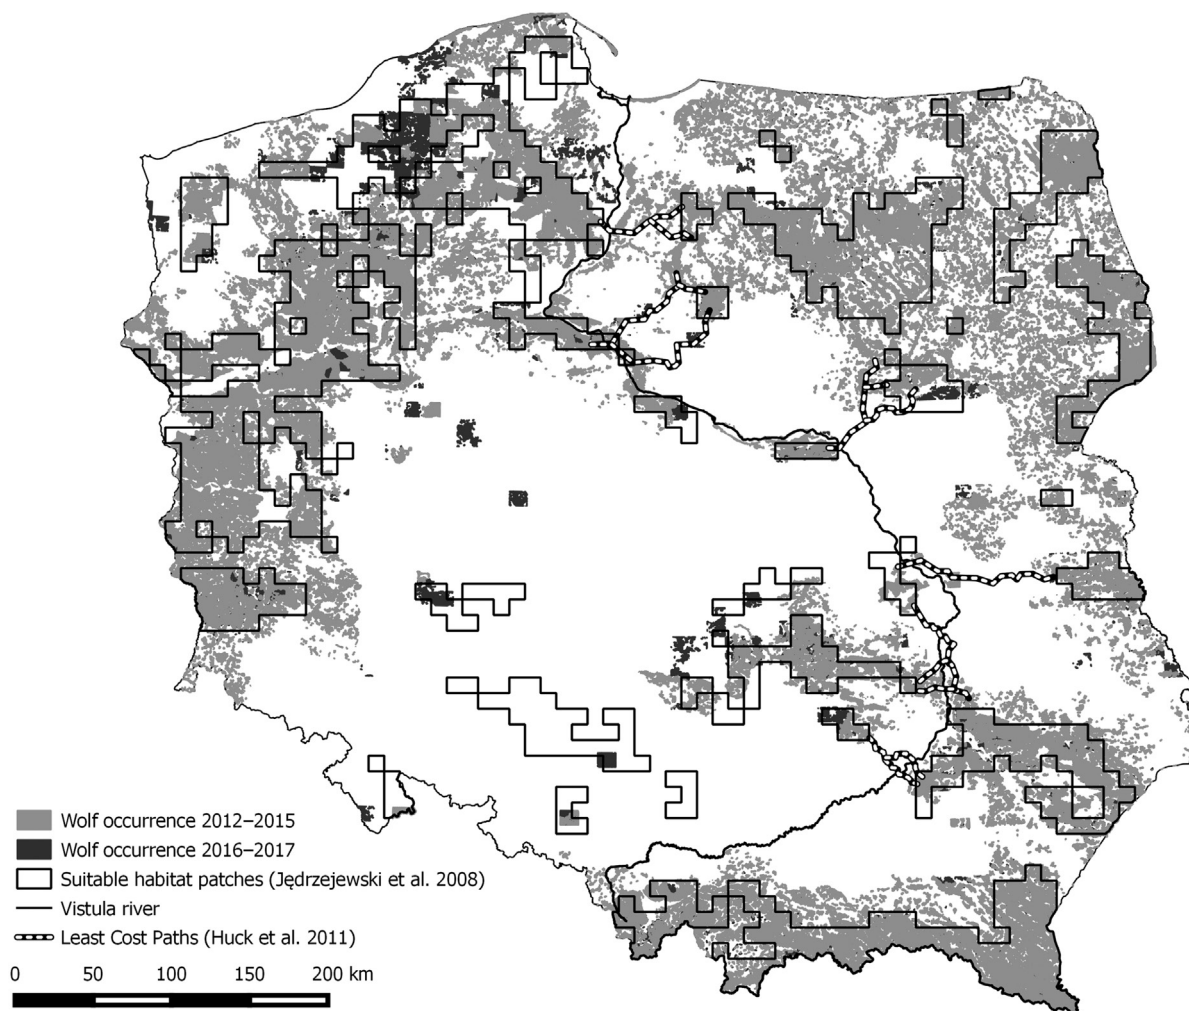 Wolf occurrence 2012–2015
Wolf occurrence 2016–2017
Suitable habitat patches (Jędrzejewski et al. 2008)
Vistula river
Least Cost Paths (Huck et al. 2011)
0 50 100 150 200 km